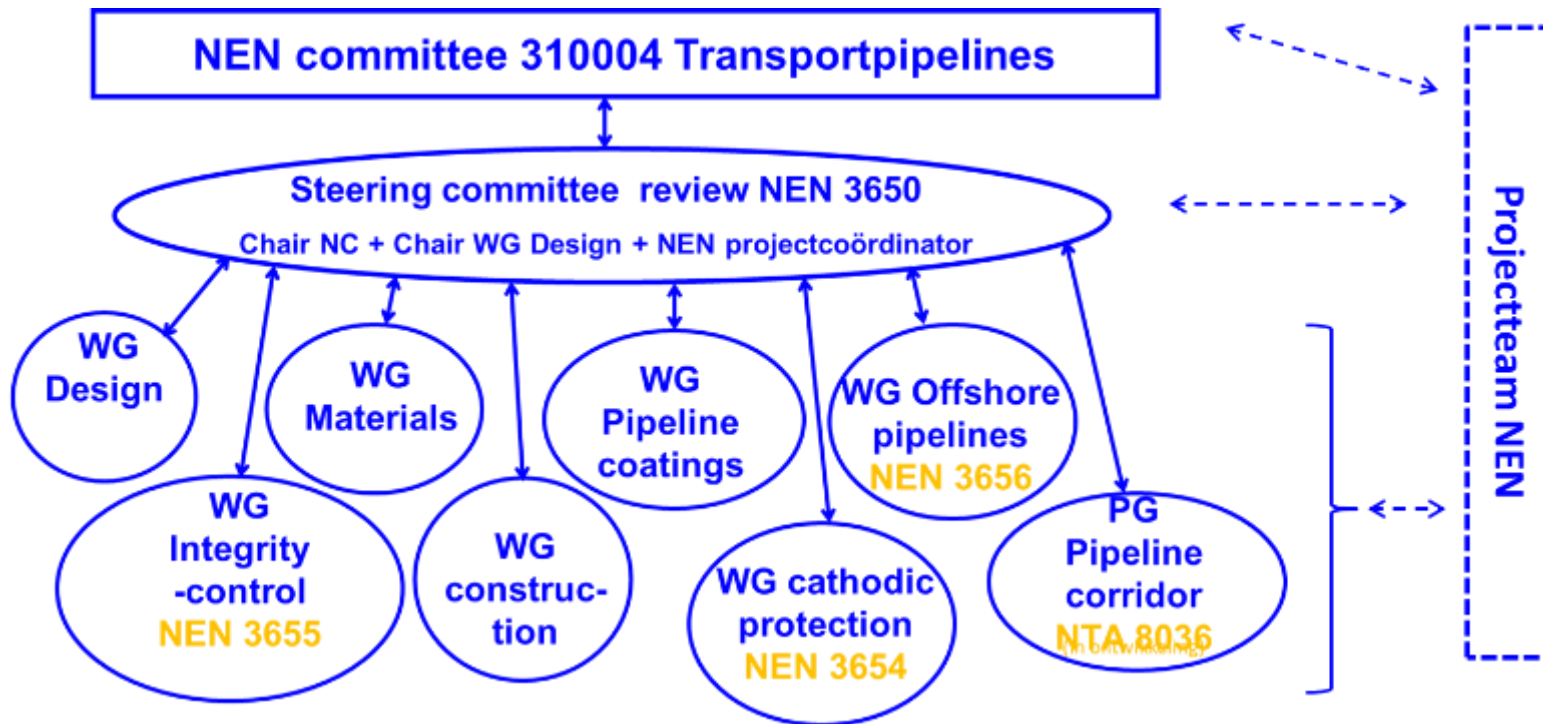 NEN committee 310004 Transportpipelines
Steering committee review NEN 3650
Chair NC + Chair WG Design + NEN projectcoördinator
WG
Design
WG
Materials
WG
Pipeline
coatings
WG Offshore
pipelines
NEN 3656
WG
Integrity
-control
NEN 3655
WG
construc-
tion
WG cathodic
protection
NEN 3654
PG
Pipeline
corridor
NTA 8036
(in ontwikkeling)
Projectteam NEN